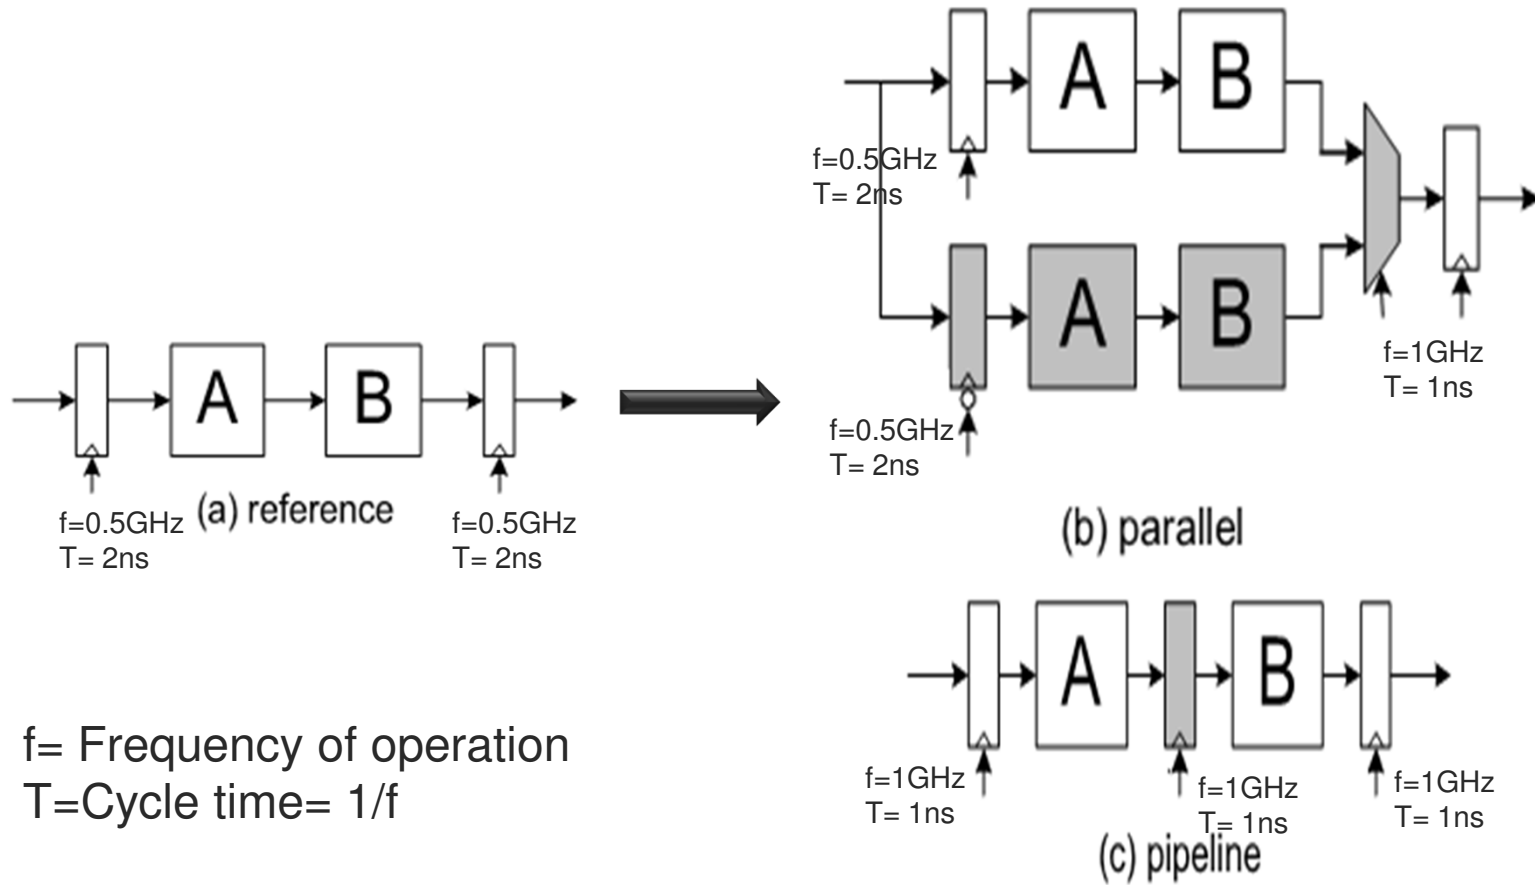 A
B
f=0.5GHz
T= 2ns
A
B
f=1GHz
T= 1ns
f=0.5GHz
T= 2ns
(b) parallel
A
B
f=0.5GHz
T= 2ns
(a) reference
f=0.5GHz
T= 2ns
A
B
f=1GHz
T= 1ns
f=1GHz
T= 1ns
f=1GHz
T= 1ns
(c) pipeline
f= Frequency of operation
T=Cycle time= 1/f